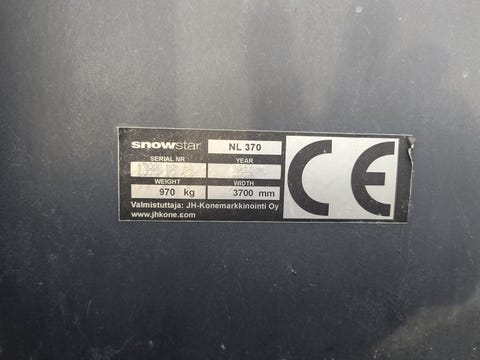 snowstar NL 370
SERIAL NR YEAR
WEIGHT WIDTH
970 kg 3700 mm
Valmistuttaja: JH-Konemarkkinointi Oy
www.jhkone.com
CE